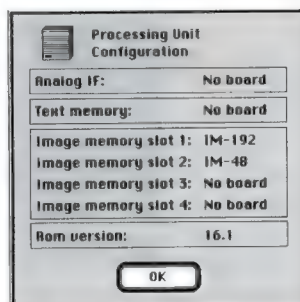 Processing Unit
Configuration
Analog IF: No board
Text memory: No board
Image memory slot 1: IM-192
Image memory slot 2: IM-48
Image memory slot 3: No board
Image memory slot 4: No board
Rom version: 16.1
OK